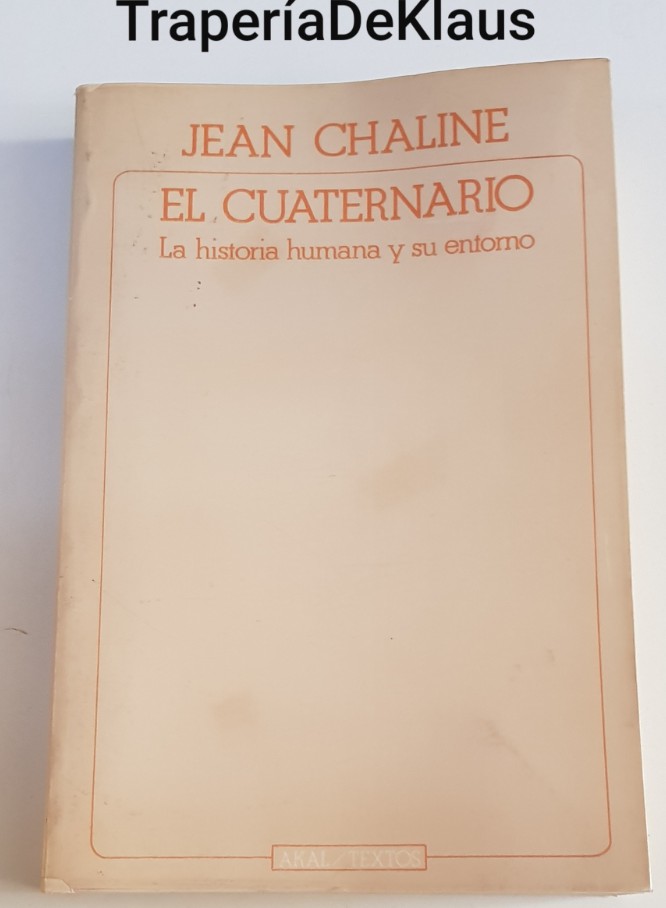 TraperíaDeKlaus
JEAN CHALINE
EL CUATERNARIO
La historia humana y su entorno
AKAL/TEXTOS